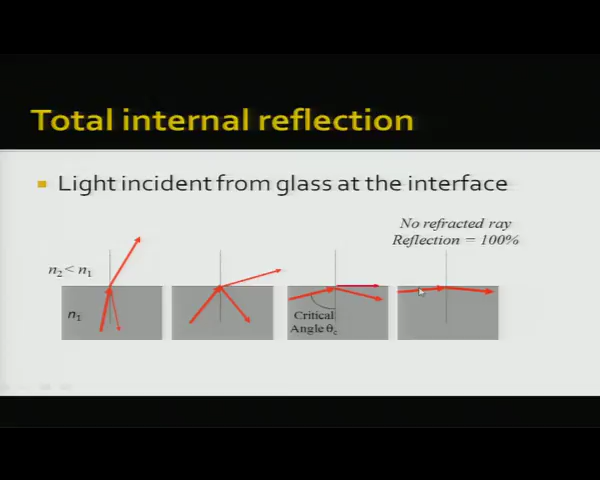 Total internal reflection
Light incident from glass at the interface
No refracted ray
Reflection = 100%
n₂ < n₁
n₁
Critical
Angle θc